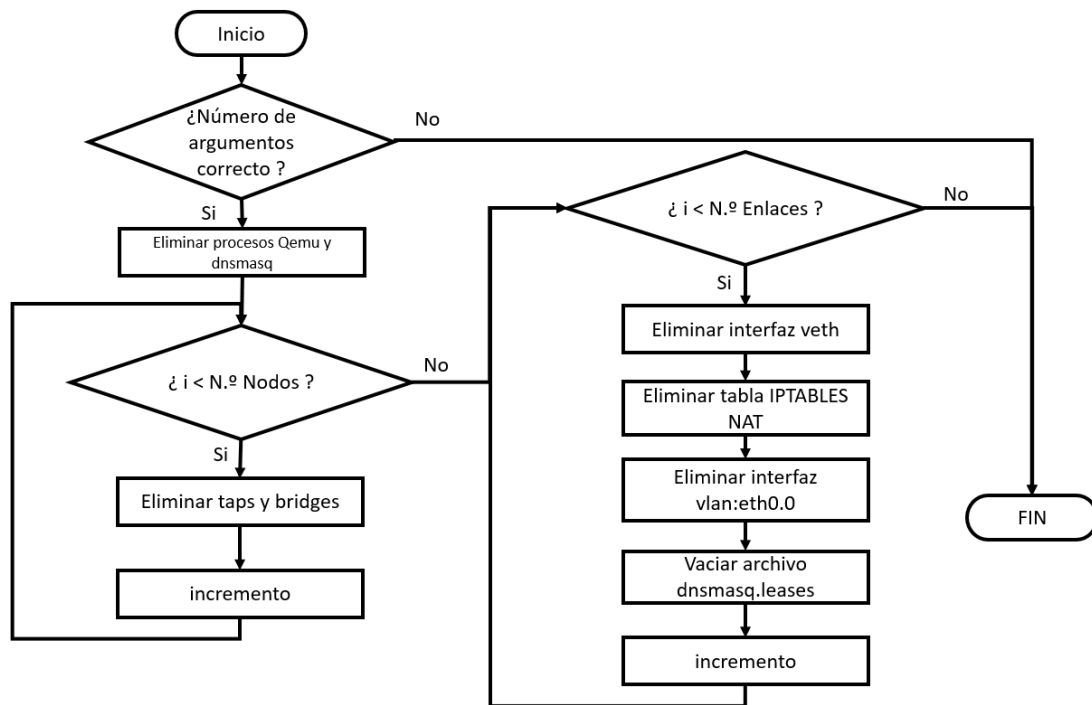 Inicio
¿Número de
argumentos
correcto ?
No
Si
Eliminar procesos Qemu y
dnsmasq
¿ i < N.º Nodos ?
No
Si
Eliminar taps y bridges
incremento
¿ i < N.º Enlaces ?
No
Si
Eliminar interfaz veth
Eliminar tabla IPTABLES
NAT
Eliminar interfaz
vlan:eth0.0
Vaciar archivo
dnsmasq.leases
incremento
FIN